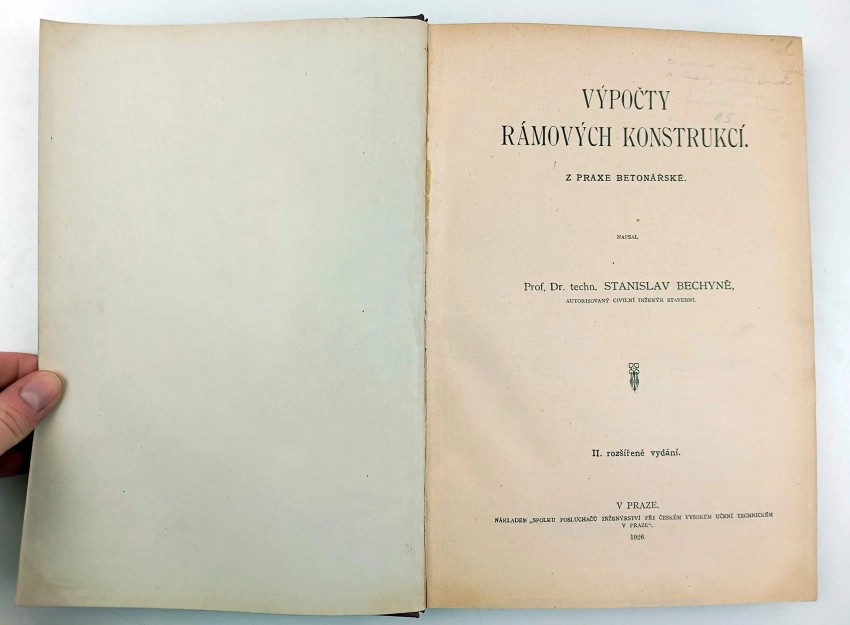 VÝPOČTY
RÁMOVÝCH KONSTRUKCÍ.
Z PRAXE BETONÁŘSKÉ.
NAPSAL
Prof. Dr. techn. STANISLAV BECHYNĚ,
AUTORISOVANÝ CIVILNÍ INŽENÝR STAVEBNÍ.
II. rozšířené vydání.
V PRAZE.
NÁKLADEM „SPOLKU POSLUCHAČŮ INŽENÝRSTVÍ PŘI ČESKÉM VYSOKÉM UČENÍ TECHNICKÉM
V PRAZE“.
1926.